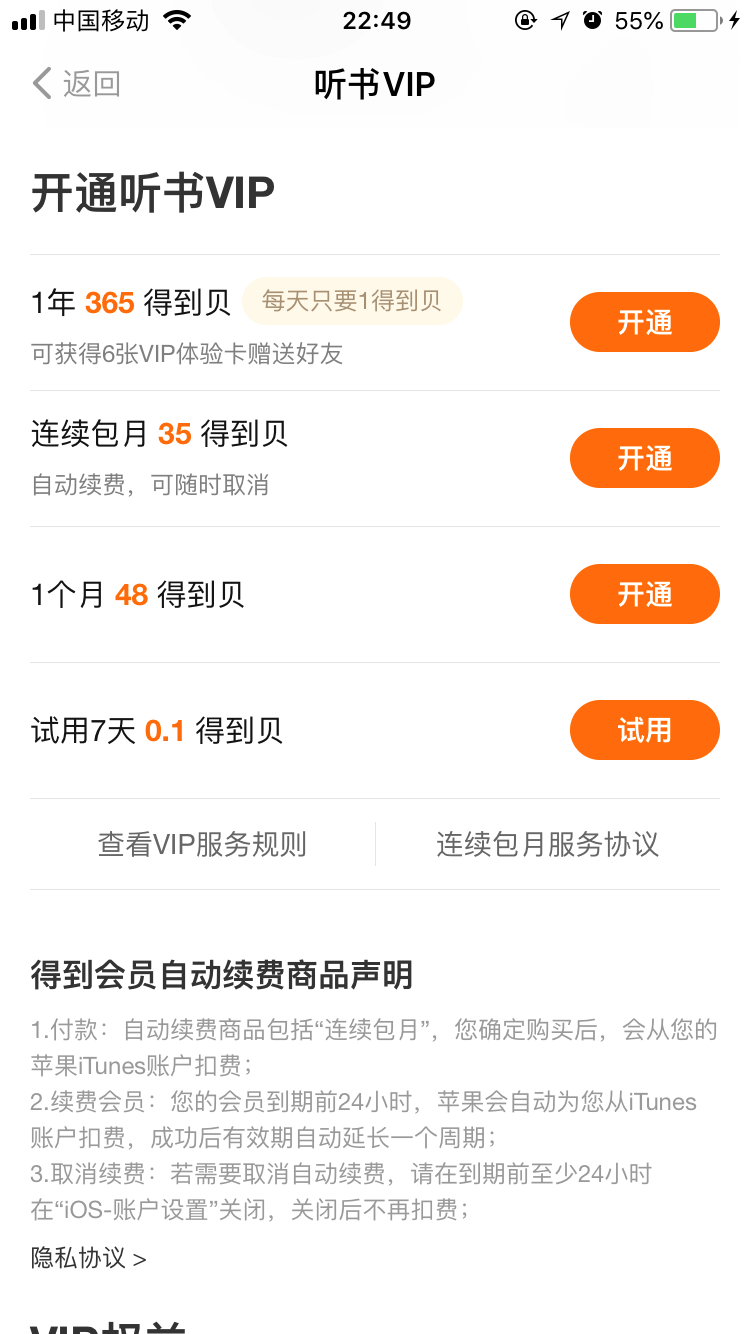 中国移动 22:49 55%
返回 听书VIP
开通听书VIP
1年 365 得到贝 每天只要1得到贝
可获得6张VIP体验卡赠送好友
开通
连续包月 35 得到贝
自动续费，可随时取消
开通
1个月 48 得到贝 开通
试用7天 0.1 得到贝 试用
查看VIP服务规则 连续包月服务协议
得到会员自动续费商品声明
1.付款：自动续费商品包括“连续包月”，您确定购买后，会从您的
苹果iTunes账户扣费；
2.续费会员：您的会员到期前24小时，苹果会自动为您从iTunes
账户扣费，成功后有效期自动延长一个周期；
3.取消续费：若需要取消自动续费，请在到期前至少24小时
在“iOS-账户设置”关闭，关闭后不再扣费；
隐私协议 >